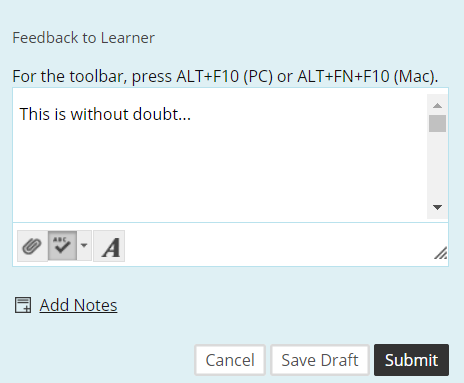 Feedback to Learner
For the toolbar, press ALT+F10 (PC) or ALT+FN+F10 (Mac).
This is without doubt...
ABC
A
Add Notes
Cancel Save Draft Submit